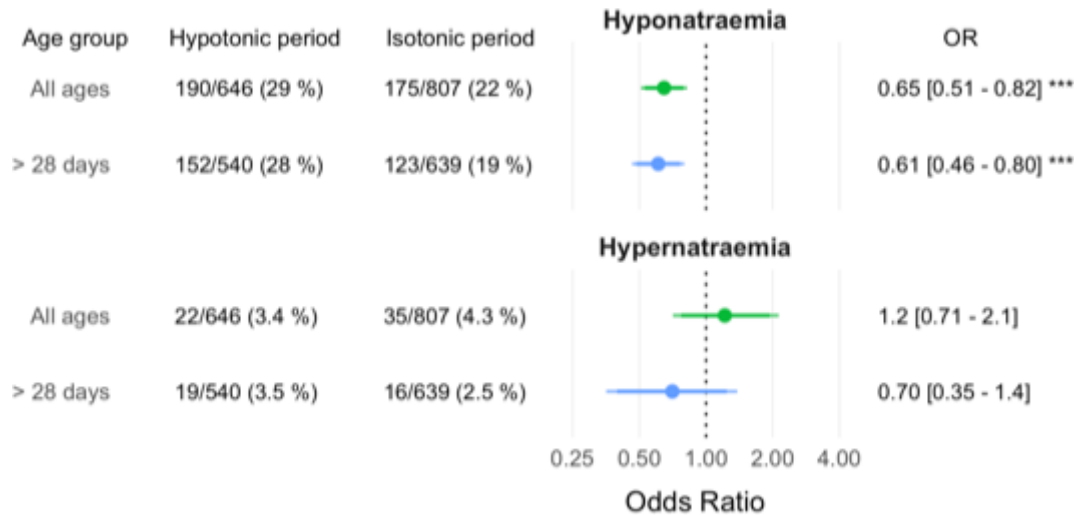 Hyponatraemia
Age group Hypotonic period Isotonic period OR
All ages 190/646 (29 %) 175/807 (22 %) 0.65 [0.51 - 0.82] ***
> 28 days 152/540 (28 %) 123/639 (19 %) 0.61 [0.46 - 0.80] ***
Hypernatraemia
All ages 22/646 (3.4 %) 35/807 (4.3 %) 1.2 [0.71 - 2.1]
> 28 days 19/540 (3.5 %) 16/639 (2.5 %) 0.70 [0.35 - 1.4]
0.25 0.50 1.00 2.00 4.00
Odds Ratio